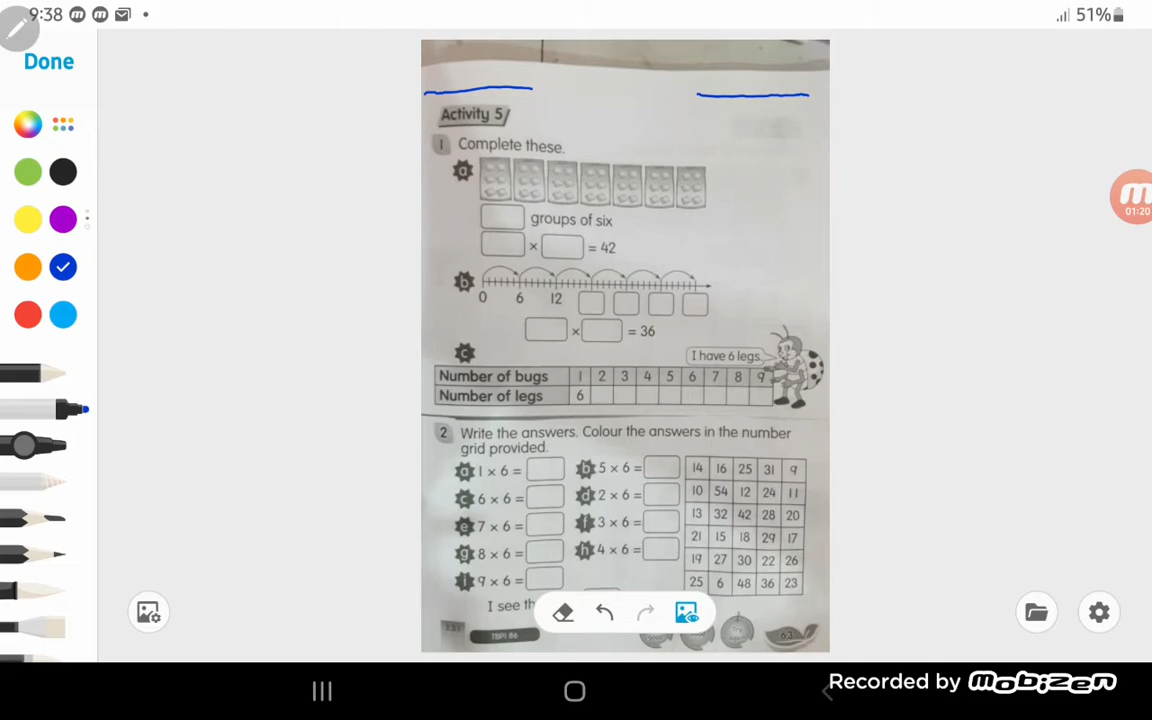 9:38
51%
Done
01:20
Activity 5
1 Complete these.
a
groups of six
× = 42
b
0 6 12
× = 36
c
I have 6 legs.
Number of bugs 1 2 3 4 5 6 7 8 9
Number of legs 6
2 Write the answers. Colour the answers in the number
grid provided.
a 1 × 6 = b 5 × 6 =
c 6 × 6 = d 2 × 6 =
e 7 × 6 = f 3 × 6 =
g 8 × 6 = h 4 × 6 =
i 9 × 6 =
14 16 25 31 9
10 54 12 24 11
13 32 42 28 20
21 15 18 29 17
19 27 30 22 26
25 6 48 36 23
I see th
TBPI 86
63
Recorded by mobizen